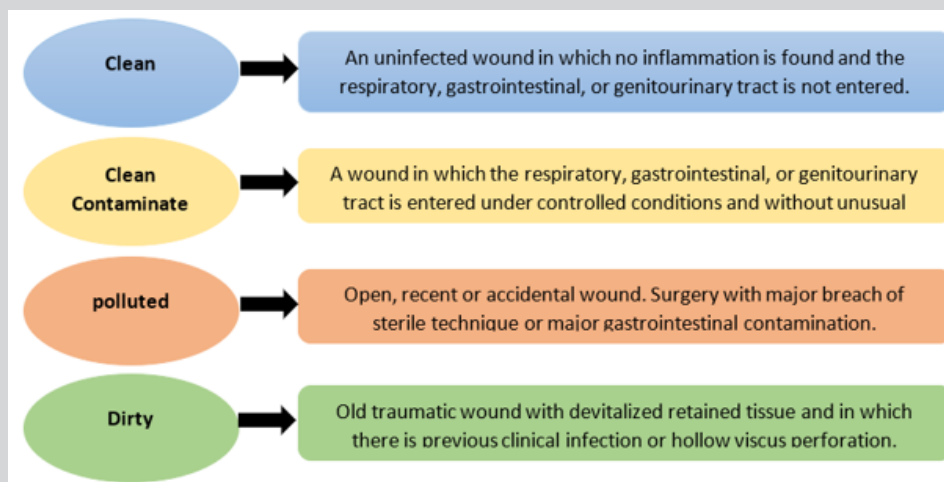 Clean
An uninfected wound in which no inflammation is found and the
respiratory, gastrointestinal, or genitourinary tract is not entered.
Clean
Contaminate
A wound in which the respiratory, gastrointestinal, or genitourinary
tract is entered under controlled conditions and without unusual
polluted
Open, recent or accidental wound. Surgery with major breach of
sterile technique or major gastrointestinal contamination.
Dirty
Old traumatic wound with devitalized retained tissue and in which
there is previous clinical infection or hollow viscus perforation.